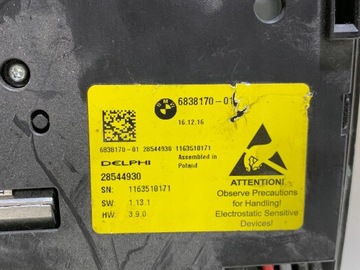 6838170-01
16.12.16
6838170-01 28544930 1163510171
DELPHI
Assembled in
Poland
28544930
SN: 1163510171
SW: 1.13.1
HW: 3.9.0
ATTENTION!
Observe Precautions
for Handling!
Electrostatic Sensitive
Devices!